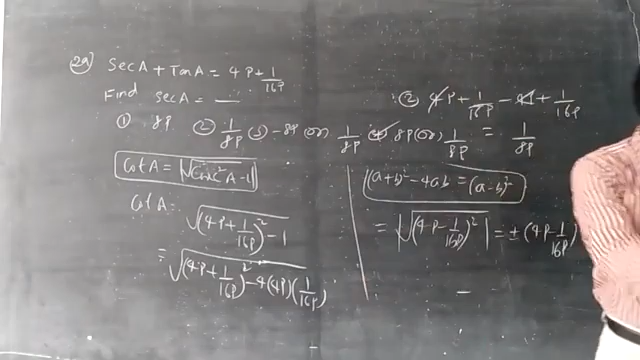 29) SecA + TanA = 4P + 1/16P
Find SecA = __
① 8P ② 1/8P ③ -8P or 1/8P ④ 8P (or) 1/8P
CotA = √(Cosec²A - 1)
CotA = √((4P + 1/16P)² - 1)
= √((4P + 1/16P)² - 4(4P)(1/16P))
② 4P + 1/16P - 4P + 1/16P
= 1/8P
(a+b)² - 4ab = (a-b)²
= |√(4P - 1/16P)²| = ± (4P - 1/16P)